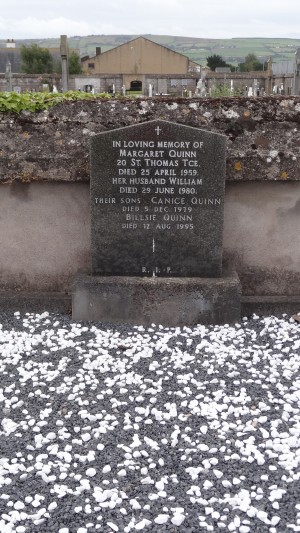 IN LOVING MEMORY OF
MARGARET QUINN
20 ST. THOMAS TCE.
DIED 25 APRIL 1959.
HER HUSBAND WILLIAM
DIED 29 JUNE 1980.
THEIR SONS CANICE QUINN
DIED 5 DEC 1979
BILLSIE QUINN
DIED 12 AUG 1995
R.I.P.